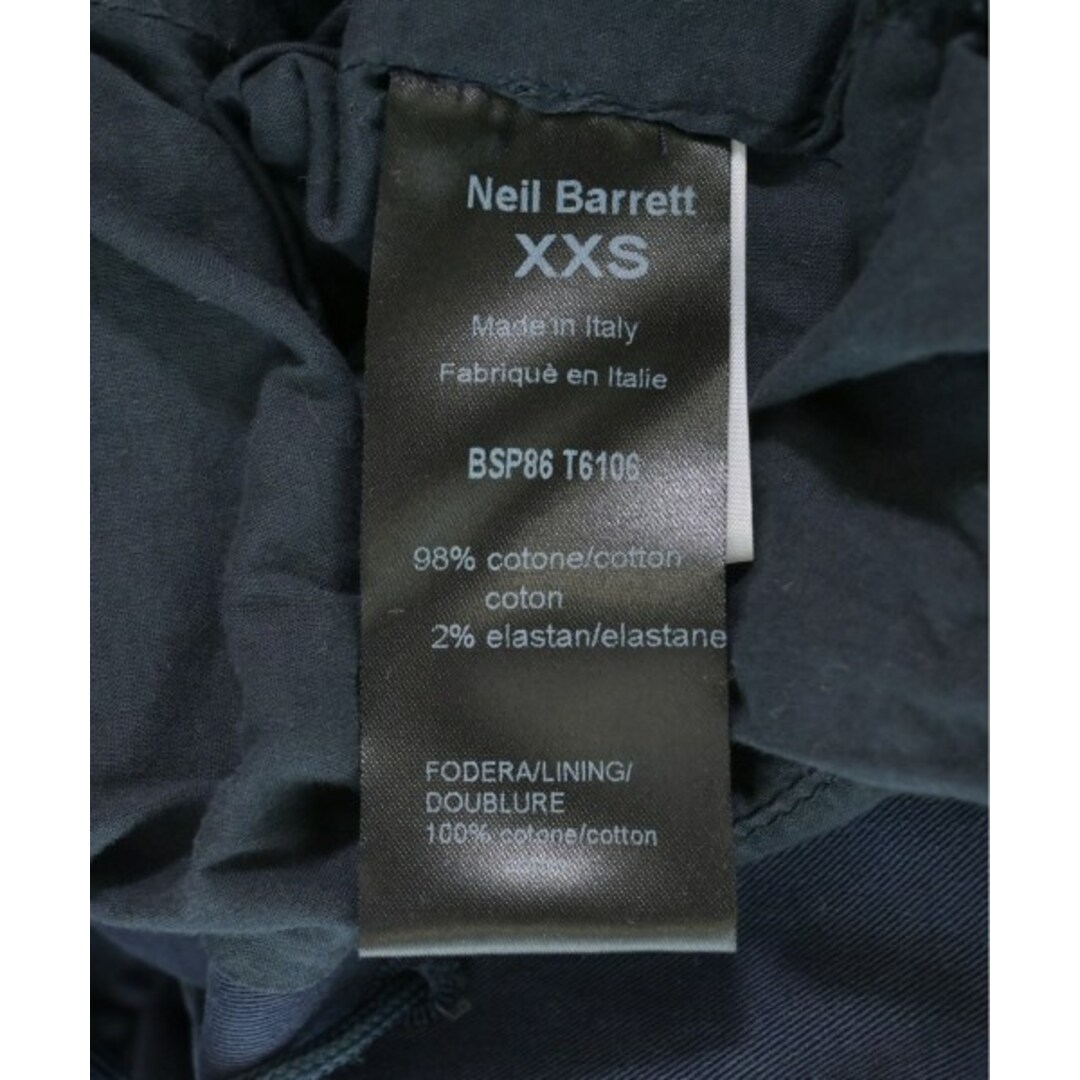 Neil Barrett
XXS
Made in Italy
Fabriquè en Italie
BSP86 T6106
98% cotone/cotton
coton
2% elastan/elastane
FODERA/LINING/
DOUBLURE
100% cotone/cotton